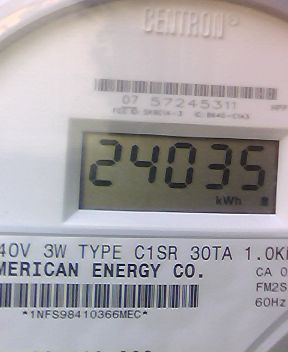 CENTRON®
07 57245311
24035
kWh
40V 3W TYPE C1SR 30TA 1.0K
MERICAN ENERGY CO.
CA 0
FM2S
60Hz
*1NFS98410366MEC*